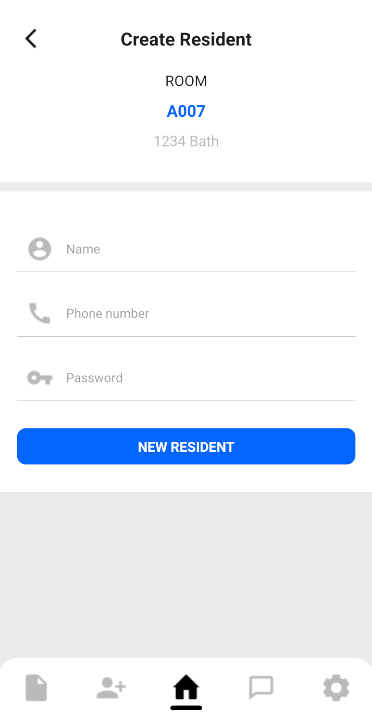 Create Resident
ROOM
A007
1234 Bath
Name
Phone number
Password
NEW RESIDENT